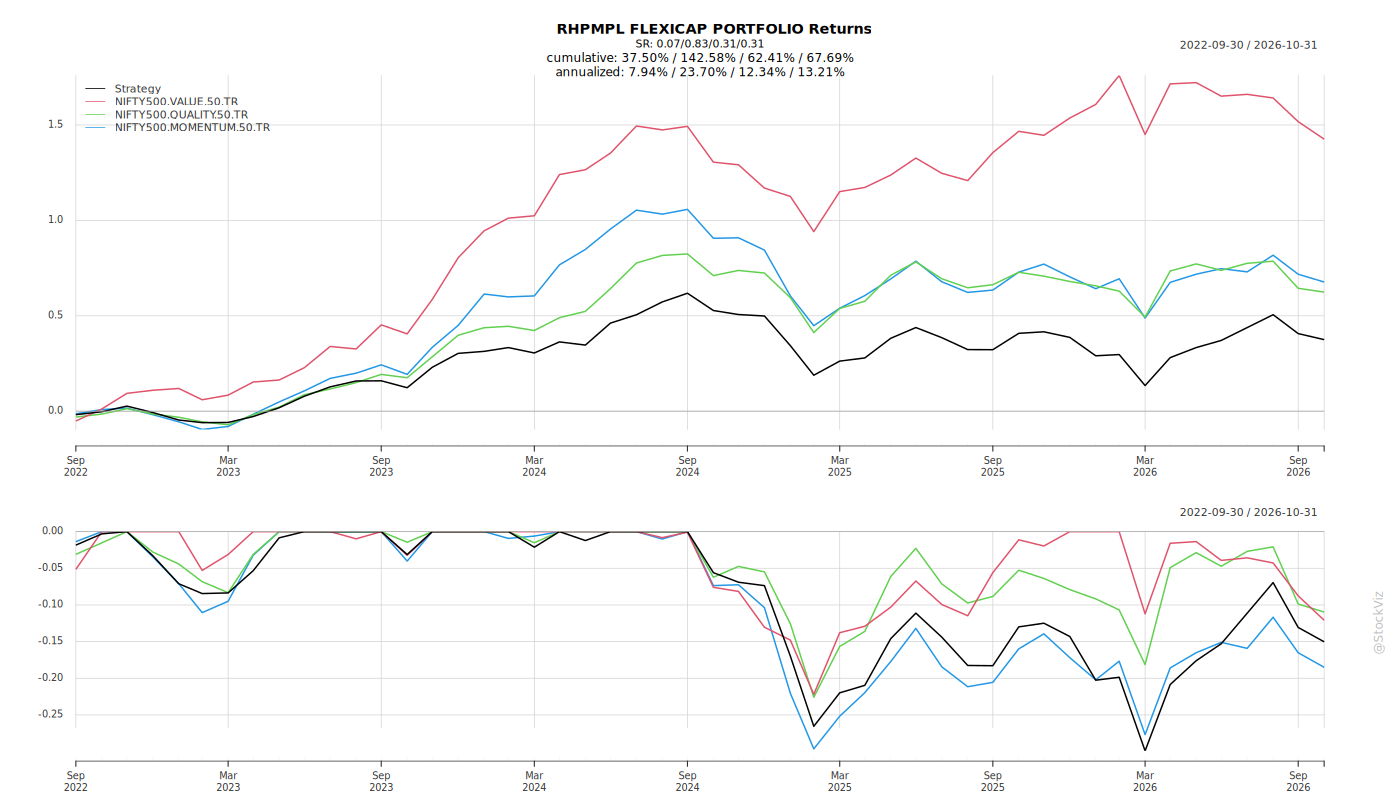 RHPMPL FLEXICAP PORTFOLIO Returns
SR: 0.07/0.83/0.31/0.31
2022-09-30 / 2026-10-31
cumulative: 37.50% / 142.58% / 62.41% / 67.69%
annualized: 7.94% / 23.70% / 12.34% / 13.21%
Strategy
NIFTY500.VALUE.50.TR
NIFTY500.QUALITY.50.TR
NIFTY500.MOMENTUM.50.TR
1.5
1.0
0.5
0.0
Sep Mar Sep Mar Sep Mar Sep Mar Sep
2022 2023 2023 2024 2024 2025 2025 2026 2026
2022-09-30 / 2026-10-31
0.00
-0.05
-0.10
-0.15
-0.20
-0.25
Sep Mar Sep Mar Sep Mar Sep Mar Sep
2022 2023 2023 2024 2024 2025 2025 2026 2026
@StockViz